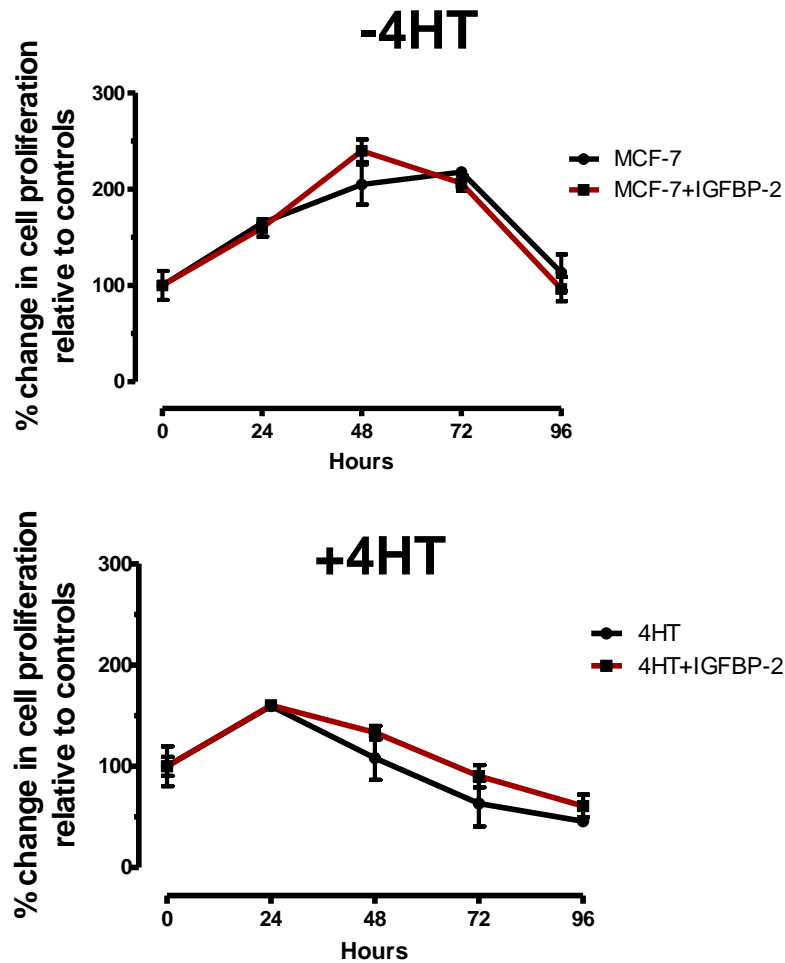 -4HT
% change in cell proliferation
relative to controls
300
200
100
0
0 24 48 72 96
Hours
MCF-7
MCF-7+IGFBP-2
+4HT
% change in cell proliferation
relative to controls
300
200
100
0
0 24 48 72 96
Hours
4HT
4HT+IGFBP-2